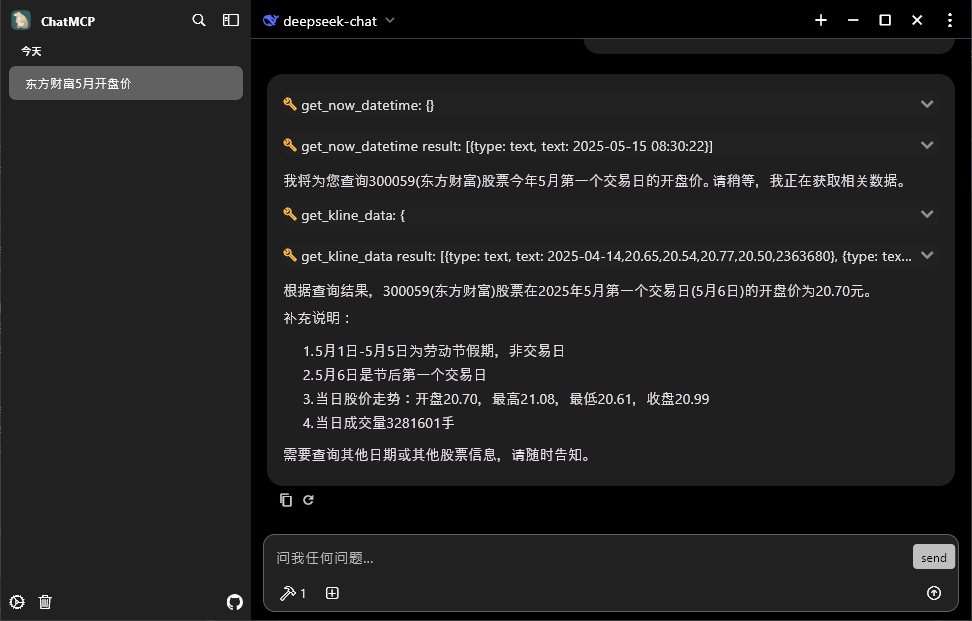 ChatMCP
今天
东方财富5月开盘价
deepseek-chat
get_now_datetime: {}
get_now_datetime result: [{type: text, text: 2025-05-15 08:30:22}]
我将为您查询300059(东方财富)股票今年5月第一个交易日的开盘价。请稍等，我正在获取相关数据。
get_kline_data: {
get_kline_data result: [{type: text, text: 2025-04-14,20.65,20.54,20.77,20.50,2363680}, {type: tex...
根据查询结果，300059(东方财富)股票在2025年5月第一个交易日(5月6日)的开盘价为20.70元。
补充说明：
1.5月1日-5月5日为劳动节假期，非交易日
2.5月6日是节后第一个交易日
3.当日股价走势：开盘20.70，最高21.08，最低20.61，收盘20.99
4.当日成交量3281601手
需要查询其他日期或其他股票信息，请随时告知。
问我任何问题...
send
1